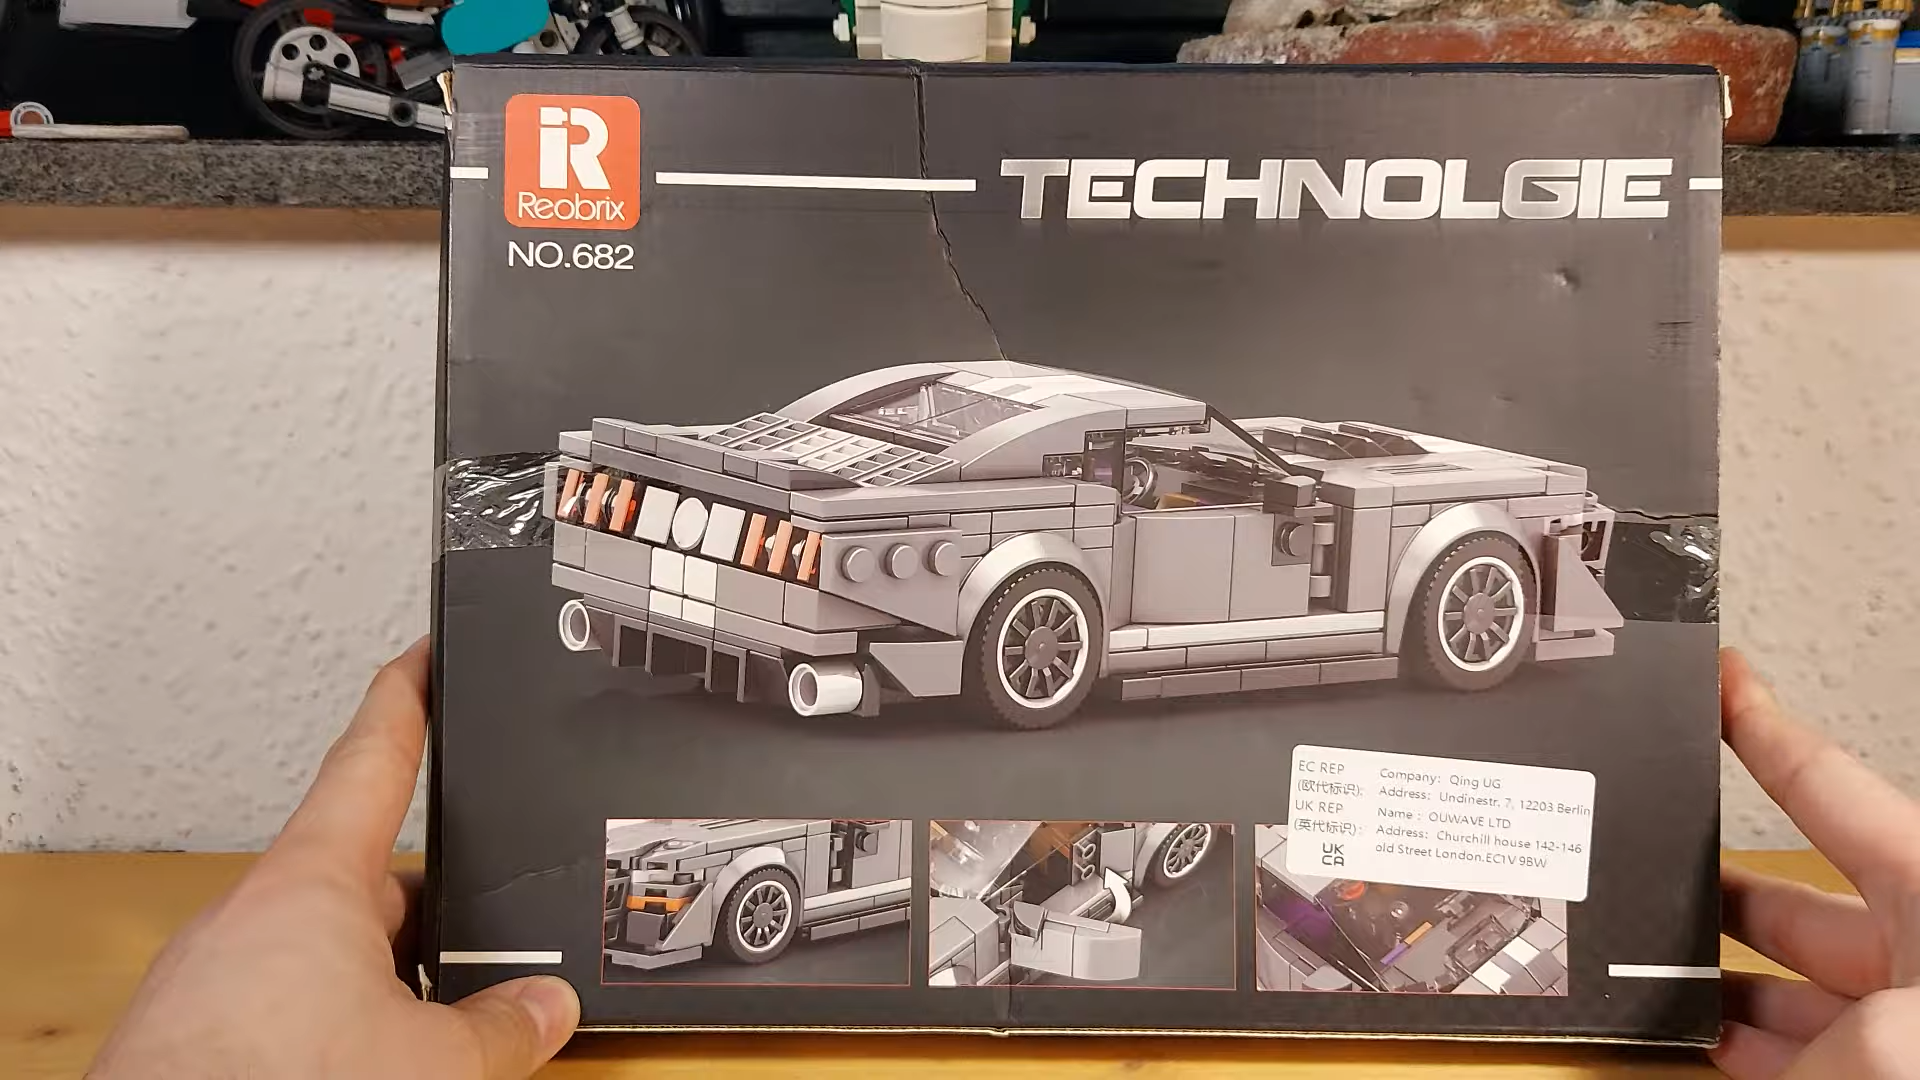 R
Reobrix
NO.682
TECHNOLGIE
EC REP
(欧代标识):
Company: Qing UG
Address: Undinestr, 7, 12203 Berlin
UK REP
(英代标识):
Name : OUWAVE LTD
Address: Churchill house 142-146
old Street London.EC1V 9BW
UK
CA